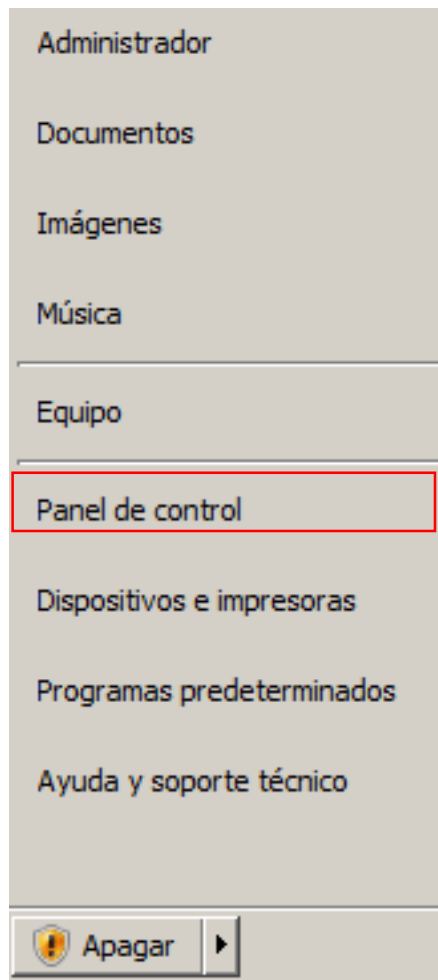 Administrador
Documentos
Imágenes
Música
Equipo
Panel de control
Dispositivos e impresoras
Programas predeterminados
Ayuda y soporte técnico
Apagar